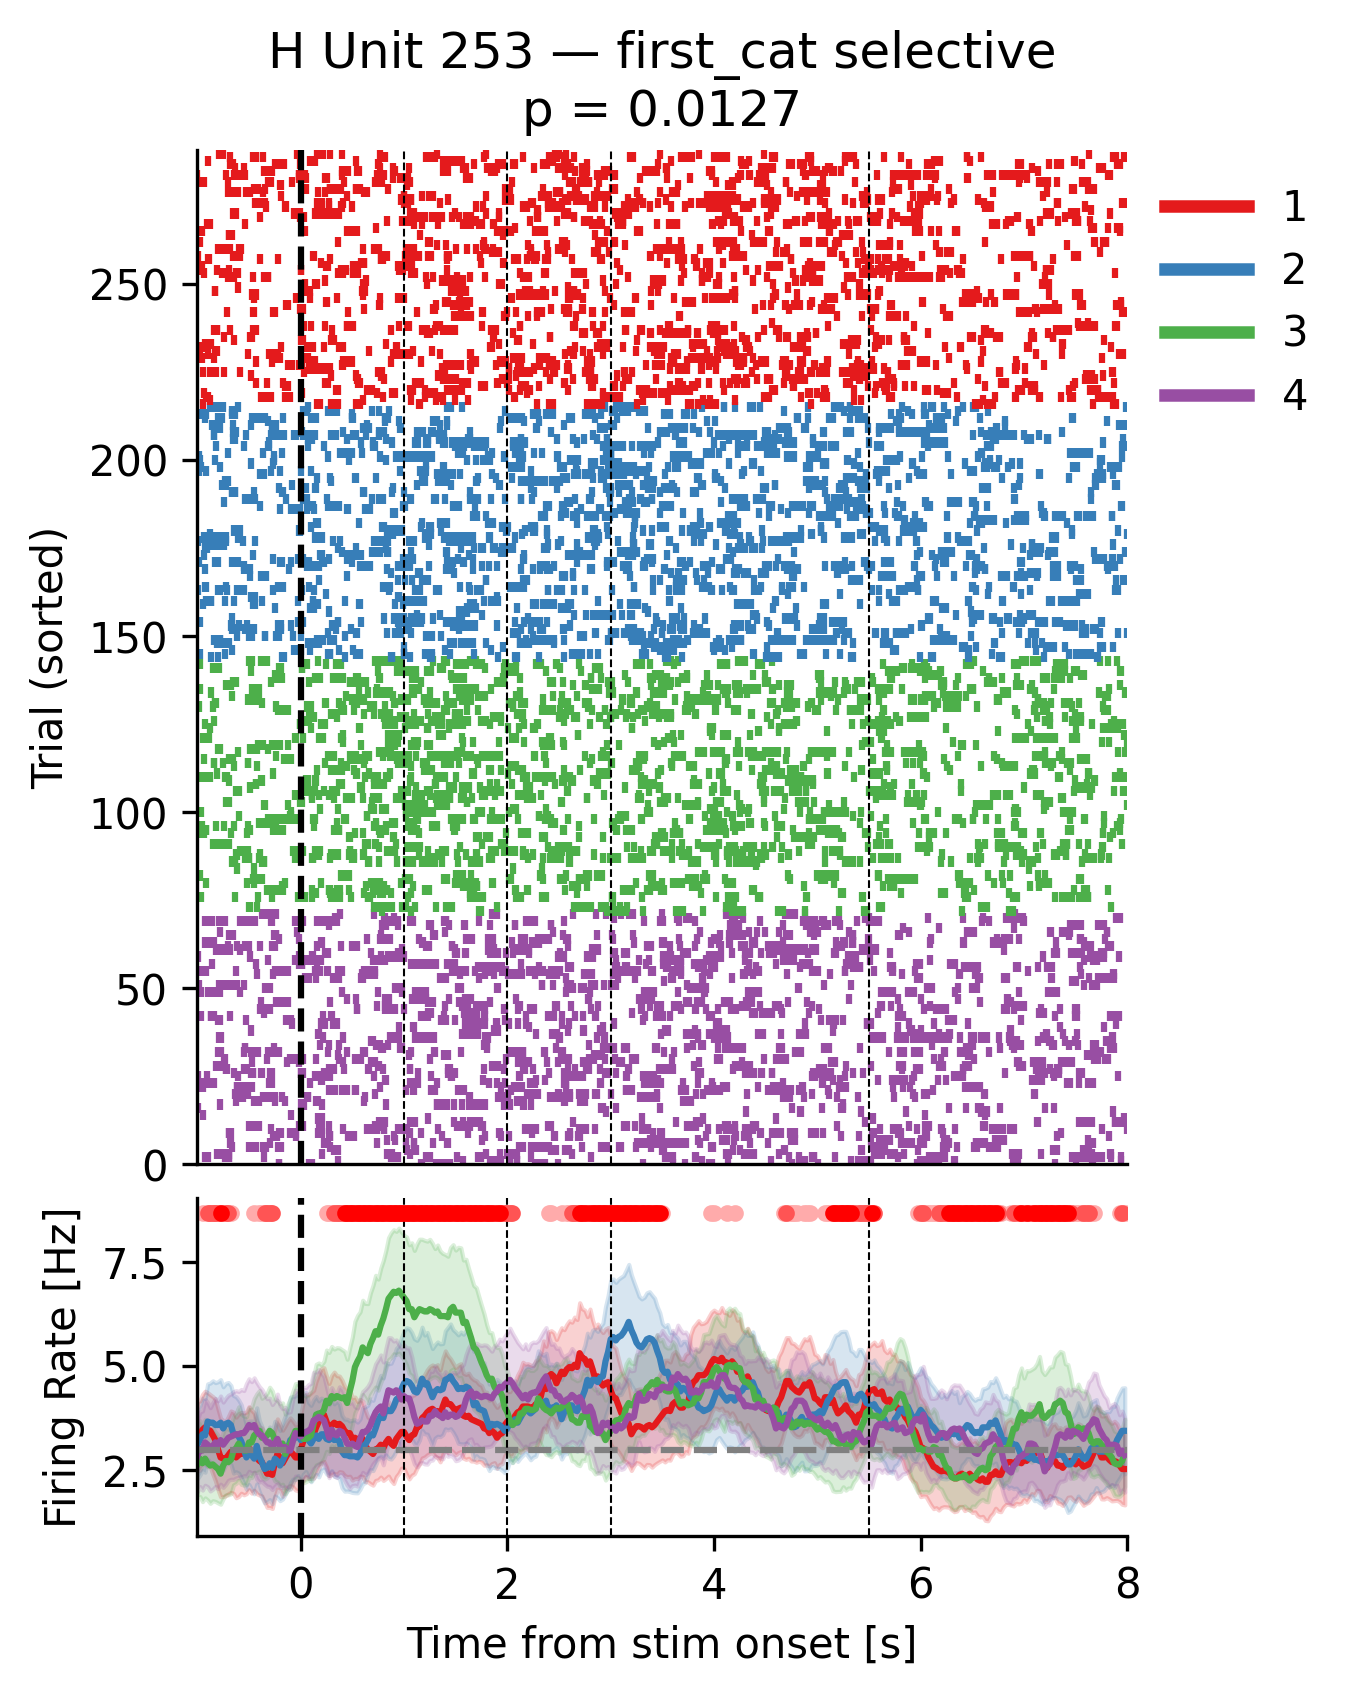 H Unit 253 — first_cat selective
p = 0.0127
1
2
3
4
Trial (sorted)
250
200
150
100
50
0
Firing Rate [Hz]
7.5
5.0
2.5
0 2 4 6 8
Time from stim onset [s]